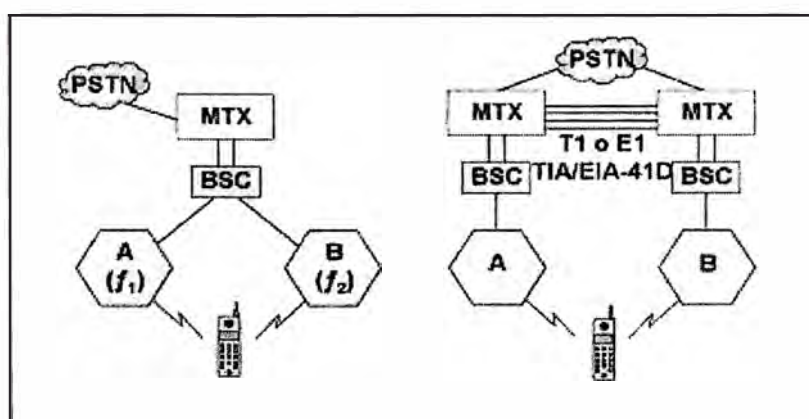 PSTN
MTX
BSC
A
(f₁)
B
(f₂)
PSTN
MTX
MTX
T1 o E1
BSC
TIA/EIA-41D
BSC
A
B